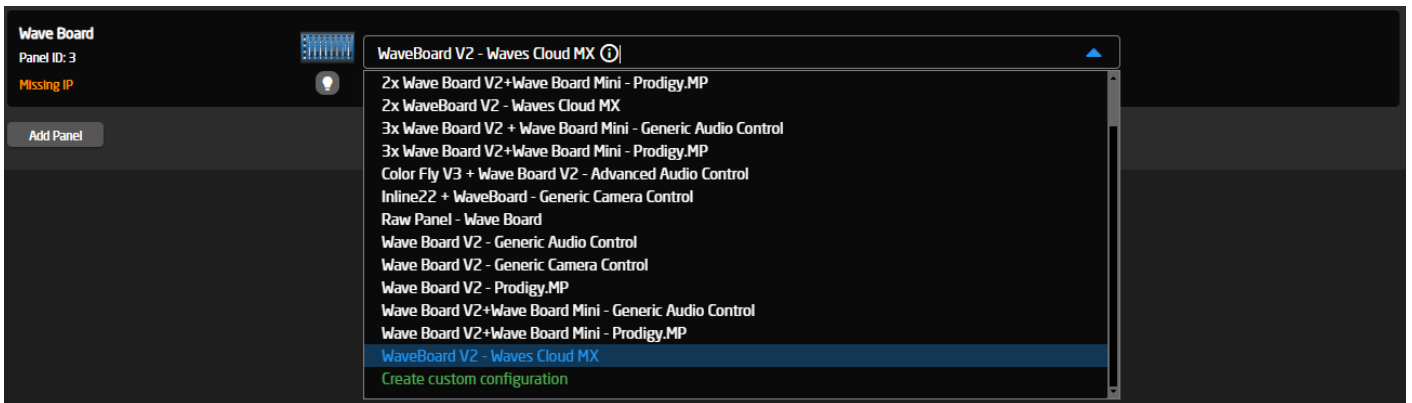 Wave Board
Panel ID: 3
Missing IP
WaveBoard V2 - Waves Cloud MX
2x Wave Board V2+Wave Board Mini - Prodigy.MP
2x WaveBoard V2 - Waves Cloud MX
3x Wave Board V2 + Wave Board Mini - Generic Audio Control
3x Wave Board V2+Wave Board Mini - Prodigy.MP
Color Fly V3 + Wave Board V2 - Advanced Audio Control
Inline22 + WaveBoard - Generic Camera Control
Raw Panel - Wave Board
Wave Board V2 - Generic Audio Control
Wave Board V2 - Generic Camera Control
Wave Board V2 - Prodigy.MP
Wave Board V2+Wave Board Mini - Generic Audio Control
Wave Board V2+Wave Board Mini - Prodigy.MP
WaveBoard V2 - Waves Cloud MX
Create custom configuration
Add Panel